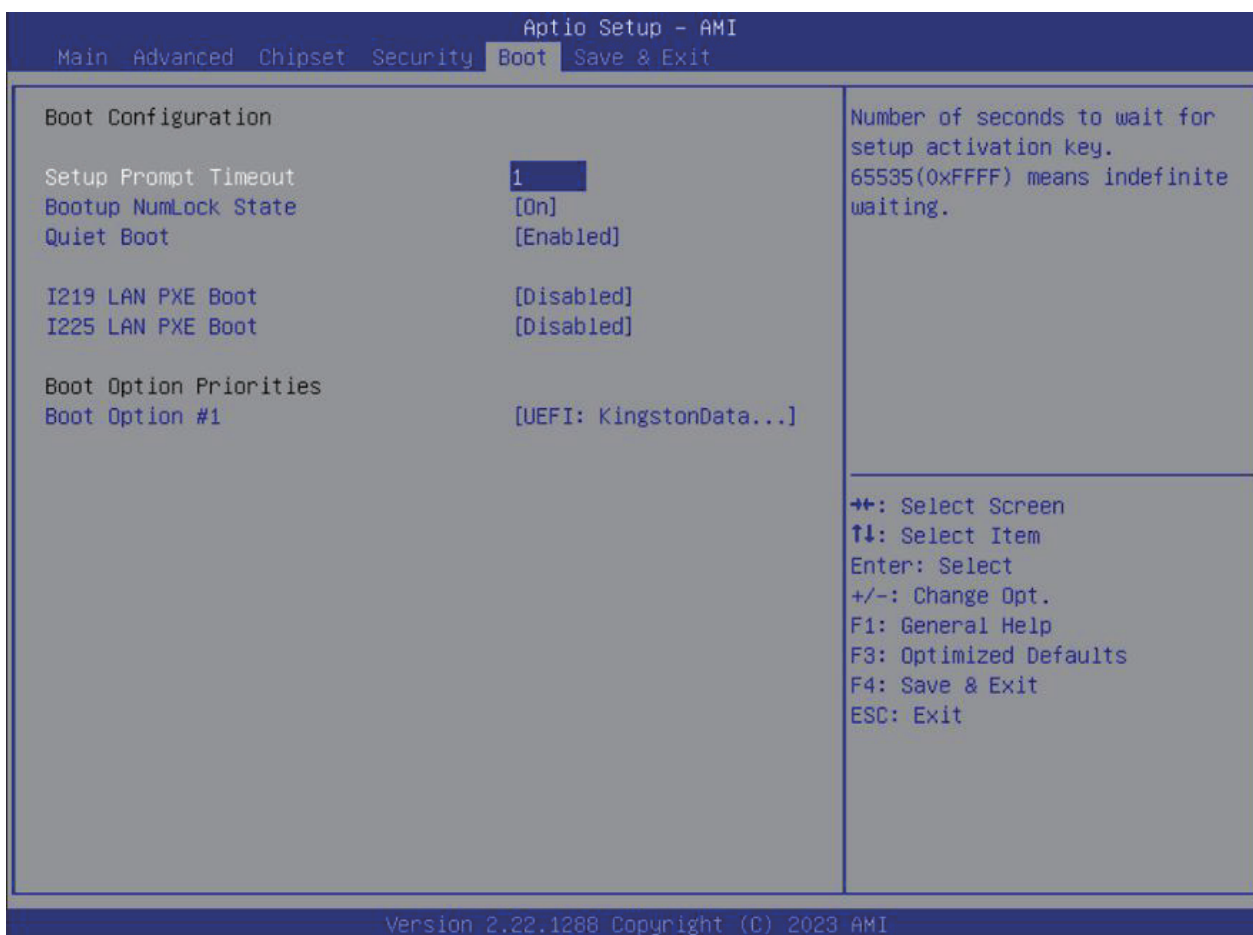 Aptio Setup – AMI
Main Advanced Chipset Security Boot Save & Exit
Boot Configuration
Setup Prompt Timeout 1
Bootup NumLock State [On]
Quiet Boot [Enabled]
I219 LAN PXE Boot [Disabled]
I225 LAN PXE Boot [Disabled]
Boot Option Priorities
Boot Option #1 [UEFI: KingstonData...]
Number of seconds to wait for
setup activation key.
65535(0xFFFF) means indefinite
waiting.
→←: Select Screen
↑↓: Select Item
Enter: Select
+/-: Change Opt.
F1: General Help
F3: Optimized Defaults
F4: Save & Exit
ESC: Exit
Version 2.22.1288 Copyright (C) 2023 AMI